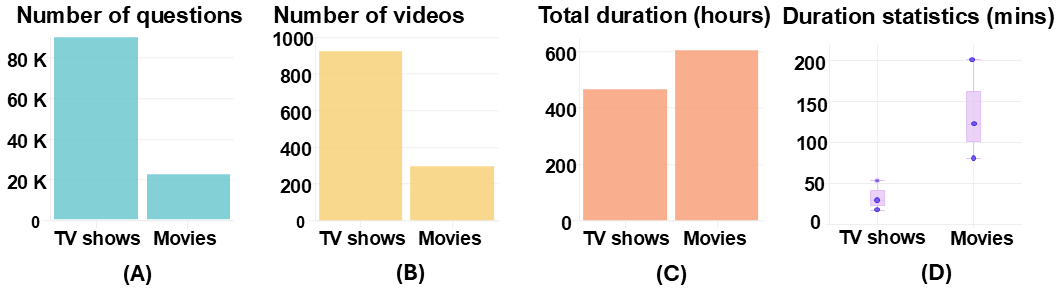 Number of questions
80 K
60 K
40 K
20 K
0
TV shows Movies
(A)
Number of videos
1000
800
600
400
200
0
TV shows Movies
(B)
Total duration (hours)
600
400
200
0
TV shows Movies
(C)
Duration statistics (mins)
200
150
100
50
0
TV shows Movies
(D)